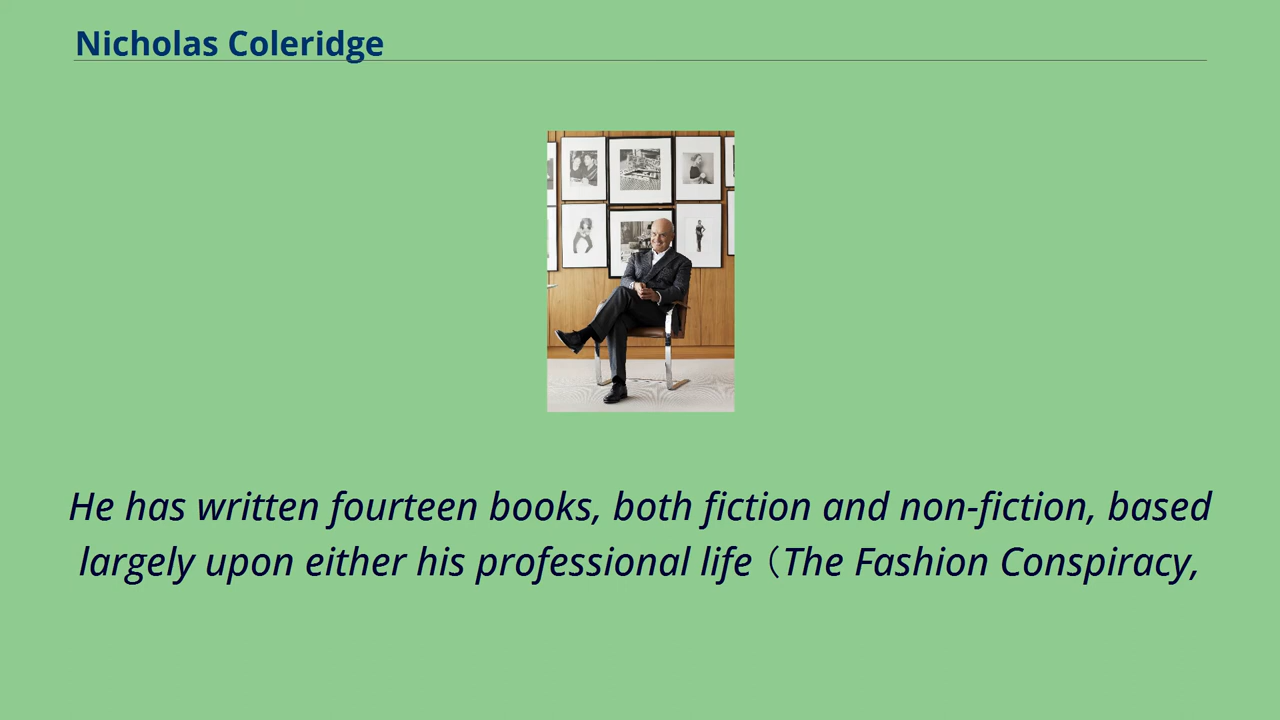 Nicholas Coleridge
He has written fourteen books, both fiction and non-fiction, based
largely upon either his professional life（The Fashion Conspiracy,